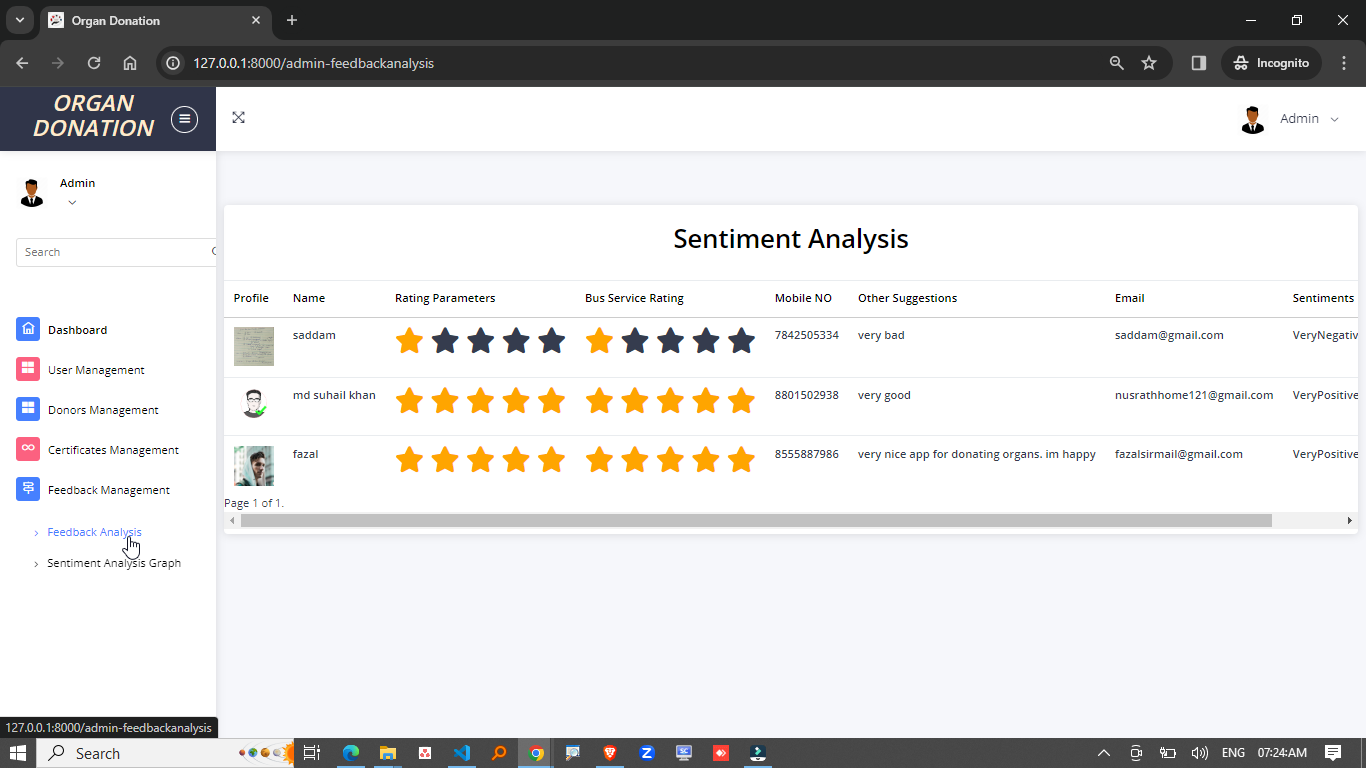 Organ Donation
127.0.0.1:8000/admin-feedbackanalysis
Incognito
ORGAN
DONATION
Admin
Admin
Search
Sentiment Analysis
Profile Name Rating Parameters Bus Service Rating Mobile NO Other Suggestions Email Sentiments
saddam 7842505334 very bad saddam@gmail.com VeryNegativ
md suhail khan 8801502938 very good nusrathhome121@gmail.com VeryPositive
fazal 8555887986 very nice app for donating organs. im happy fazalsirmail@gmail.com VeryPositive
Page 1 of 1.
Dashboard
User Management
Donors Management
Certificates Management
Feedback Management
Feedback Analysis
Sentiment Analysis Graph
127.0.0.1:8000/admin-feedbackanalysis
Search
ENG 07:24 AM